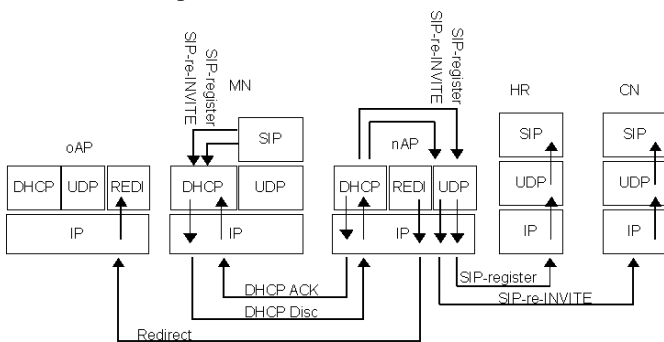 SIP-re-INVITE
SIP-register
MN
SIP-re-INVITE
SIP-register
HR
CN
oAP
SIP
nAP
SIP
SIP
DHCP
UDP
REDI
DHCP
UDP
DHCP
REDI
UDP
UDP
UDP
IP
IP
IP
IP
IP
SIP-register
DHCP ACK
SIP-re-INVITE
DHCP Disc
Redirect